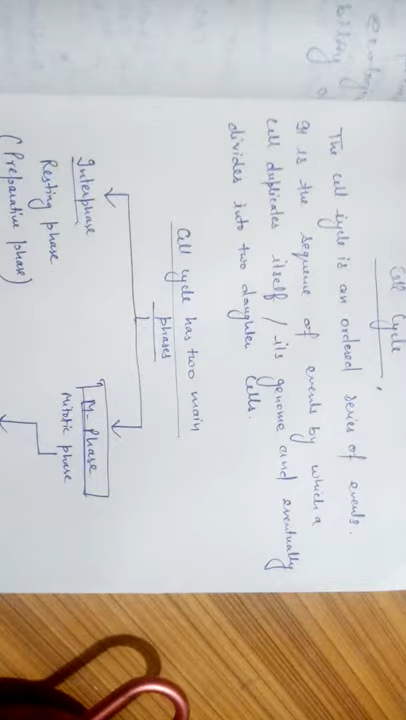 Cell Cycle
The cell cycle is an ordered series of events.
It is the sequence of events by which a
cell duplicates itself / its genome and eventually
divides into two daughter cells.
Cell cycle has two main
phases
Interphase
M-Phase
Resting phase
Mitotic phase
(Preparative phase)